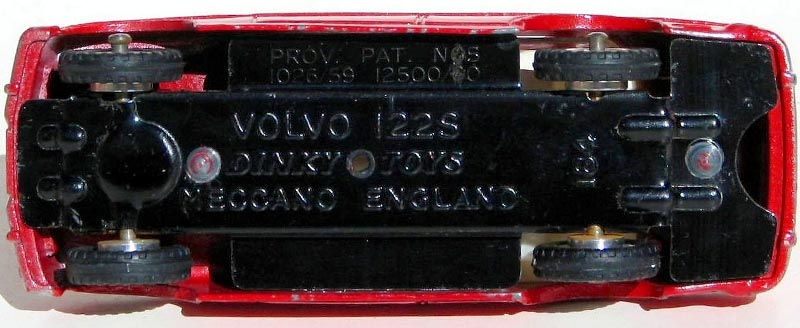 PROV. PAT. NOS
1026/59 12500/60
VOLVO 122S
DINKY TOYS
MECCANO ENGLAND
184